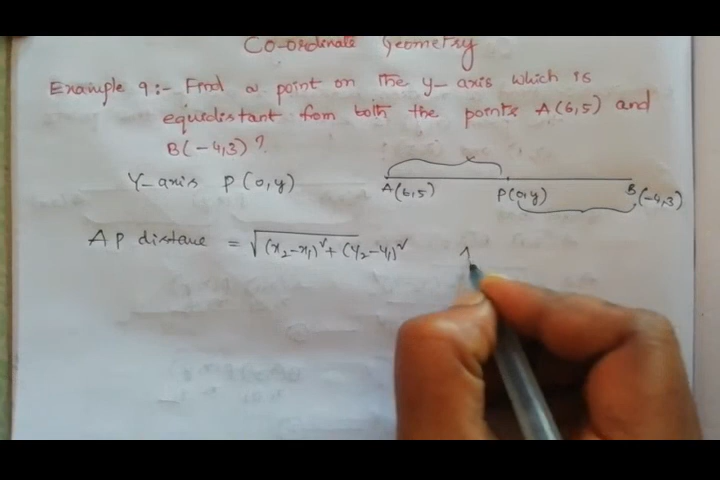 Co-ordinate Geometry
Example 9:- Find a point on the y-axis which is
equidistant from both the points A(6,5) and
B(-4,3)?
Y-axis P(0,y)
A(6,5) P(0,y) B(-4,3)
AP distance = √(x₂-x₁)²+(y₂-y₁)²